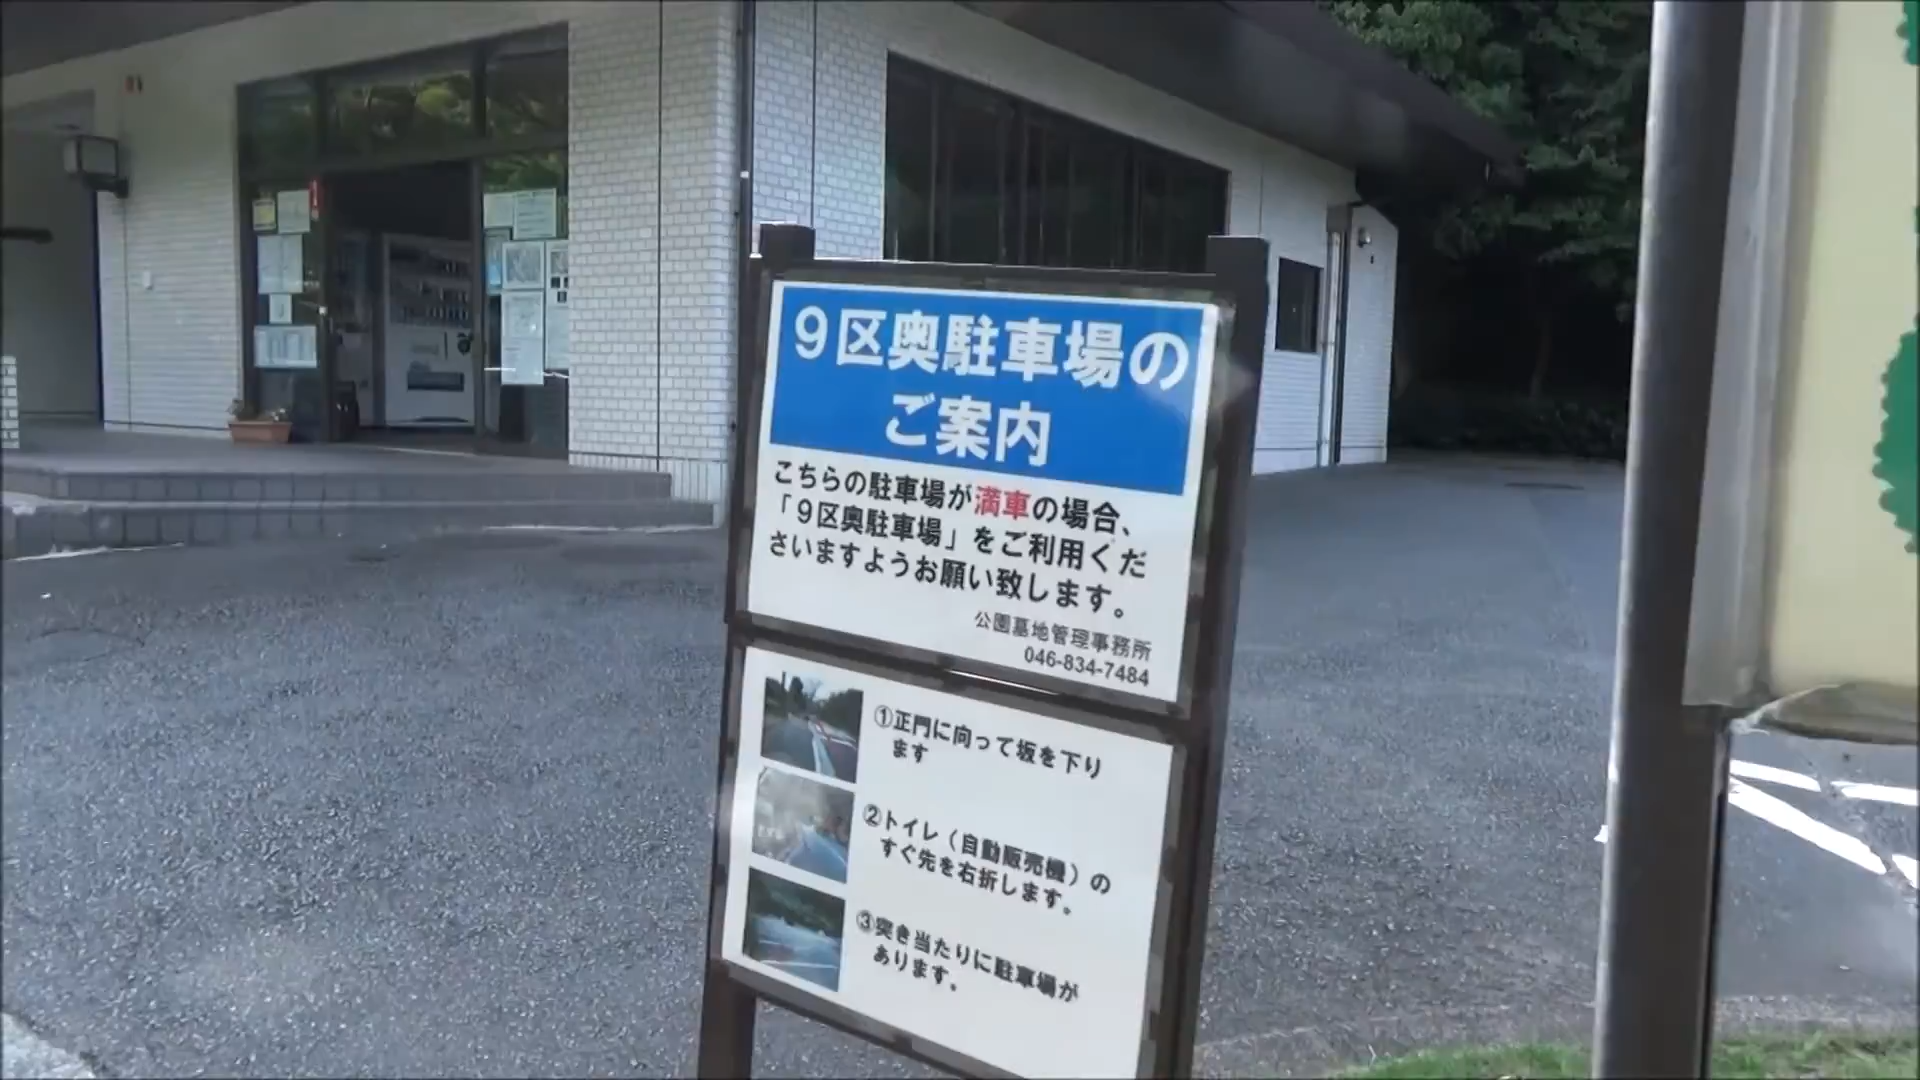 9区奥駐車場の
ご案内
こちらの駐車場が満車の場合、
「9区奥駐車場」をご利用くだ
さいますようお願い致します。
公園墓地管理事務所
046-834-7484
①正門に向って坂を下り
ます
②トイレ（自動販売機）の
すぐ先を右折します。
③突き当たりに駐車場が
あります。